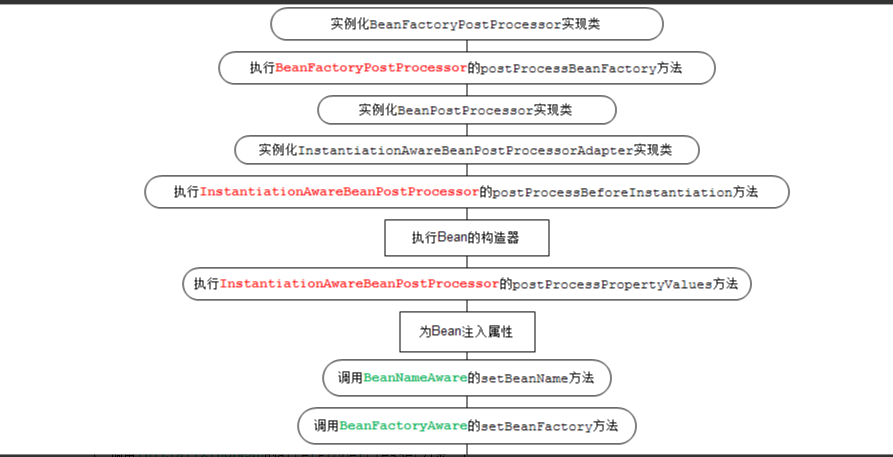 实例化BeanFactoryPostProcessor实现类
执行BeanFactoryPostProcessor的postProcessBeanFactory方法
实例化BeanPostProcessor实现类
实例化InstantiationAwareBeanPostProcessorAdapter实现类
执行InstantiationAwareBeanPostProcessor的postProcessBeforeInstantiation方法
执行Bean的构造器
执行InstantiationAwareBeanPostProcessor的postProcessPropertyValues方法
为Bean注入属性
调用BeanNameAware的setBeanName方法
调用BeanFactoryAware的setBeanFactory方法